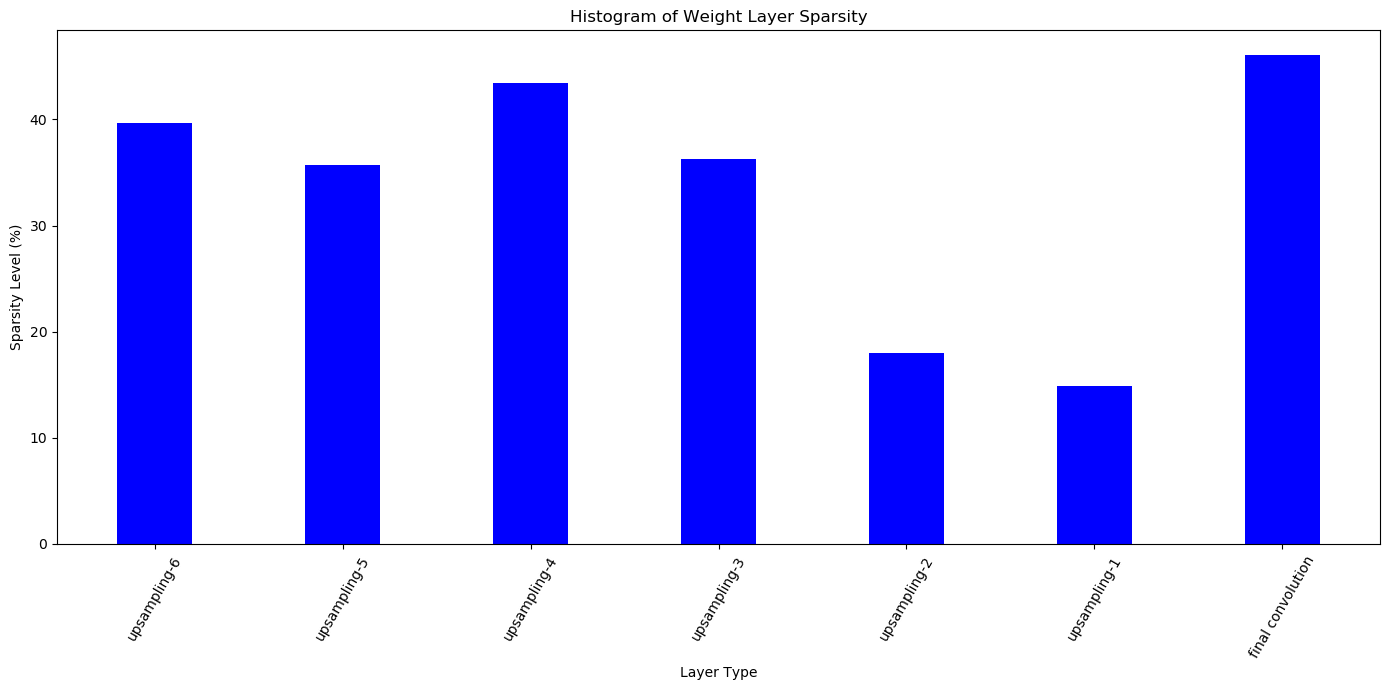 Histogram of Weight Layer Sparsity
Sparsity Level (%)
40
30
20
10
0
upsampling-6
upsampling-5
upsampling-4
upsampling-3
upsampling-2
upsampling-1
final convolution
Layer Type